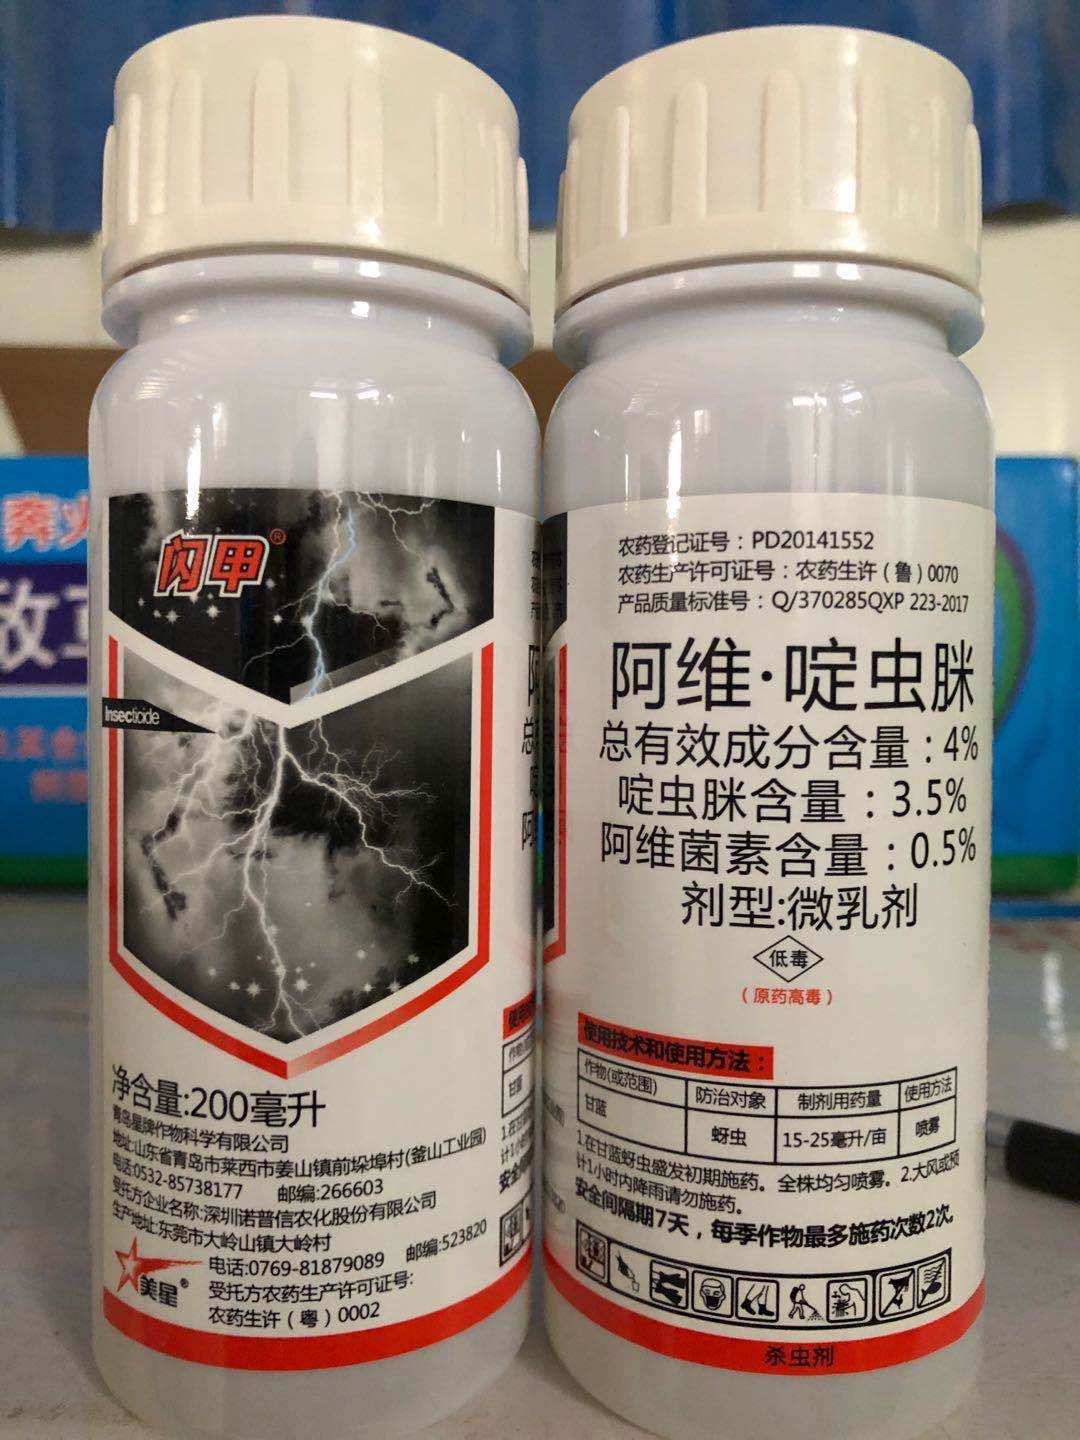 闪甲®
Insecticide
净含量:200毫升
青岛星牌作物科学有限公司
地址:山东省青岛市莱西市姜山镇前垛埠村(釜山工业园)
电话:0532-85738177 邮编:266603
受托方企业名称:深圳诺普信农化股份有限公司
生产地址:东莞市大岭山镇大岭村
电话:0769-81879089 邮编:523820
美星®
受托方农药生产许可证号:
农药生许（粤）0002
农药登记证号：PD20141552
农药生产许可证号：农药生许（鲁）0070
产品质量标准号：Q/370285QXP 223-2017
阿维·啶虫脒
总有效成分含量：4%
啶虫脒含量：3.5%
阿维菌素含量：0.5%
剂型:微乳剂
低毒
（原药高毒）
使用技术和使用方法：
作物(或范围) 防治对象 制剂用药量 使用方法
甘蓝 蚜虫 15-25毫升/亩 喷雾
1.在甘蓝蚜虫盛发初期施药。全株均匀喷雾。2.大风或预
计1小时内降雨请勿施药。
安全间隔期7天，每季作物最多施药次数2次。
杀虫剂